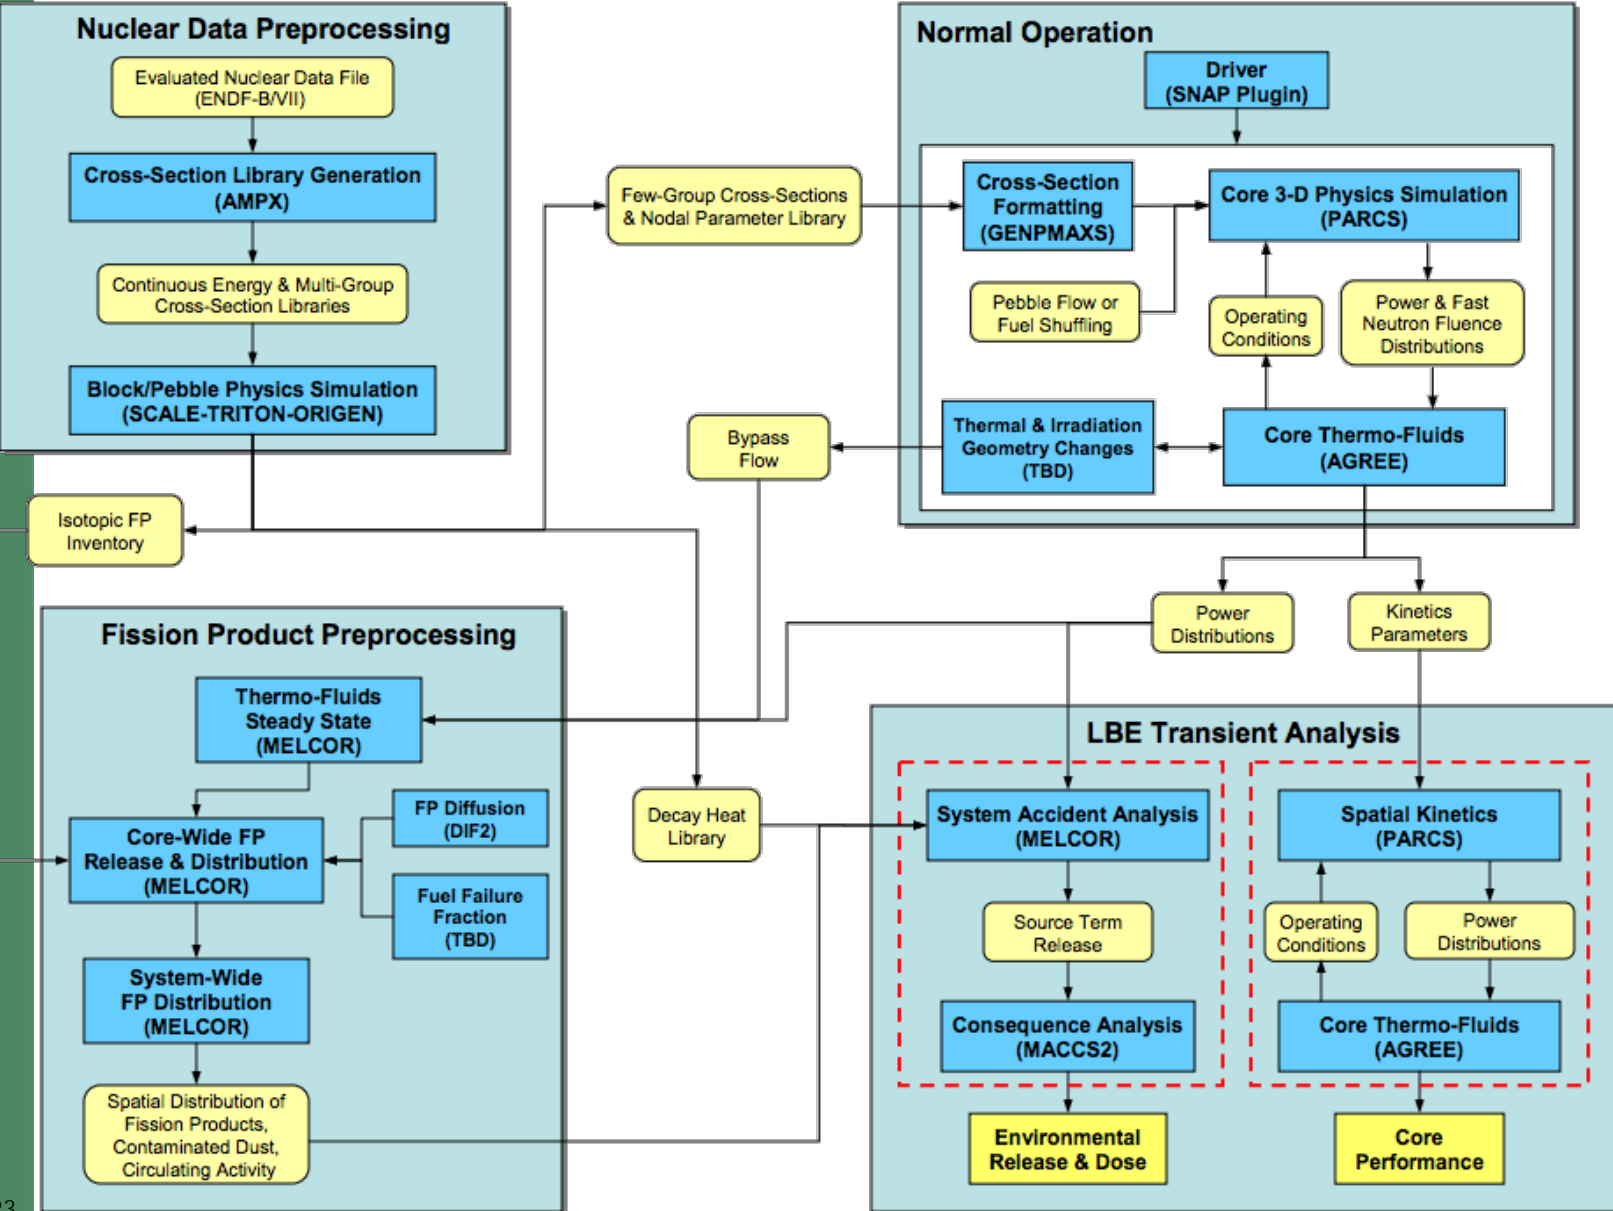 Nuclear Data Preprocessing
Evaluated Nuclear Data File
(ENDF-B/VII)
Cross-Section Library Generation
(AMPX)
Continuous Energy & Multi-Group
Cross-Section Libraries
Block/Pebble Physics Simulation
(SCALE-TRITON-ORIGEN)
Isotopic FP
Inventory
Few-Group Cross-Sections
& Nodal Parameter Library
Bypass
Flow
Normal Operation
Driver
(SNAP Plugin)
Cross-Section
Formatting
(GENPMAXS)
Core 3-D Physics Simulation
(PARCS)
Pebble Flow or
Fuel Shuffling
Operating
Conditions
Power & Fast
Neutron Fluence
Distributions
Thermal & Irradiation
Geometry Changes
(TBD)
Core Thermo-Fluids
(AGREE)
Power
Distributions
Kinetics
Parameters
Fission Product Preprocessing
Thermo-Fluids
Steady State
(MELCOR)
Core-Wide FP
Release & Distribution
(MELCOR)
FP Diffusion
(DIF2)
Fuel Failure
Fraction
(TBD)
System-Wide
FP Distribution
(MELCOR)
Spatial Distribution of
Fission Products,
Contaminated Dust,
Circulating Activity
Decay Heat
Library
LBE Transient Analysis
System Accident Analysis
(MELCOR)
Source Term
Release
Consequence Analysis
(MACCS2)
Environmental
Release & Dose
Spatial Kinetics
(PARCS)
Operating
Conditions
Power
Distributions
Core Thermo-Fluids
(AGREE)
Core
Performance